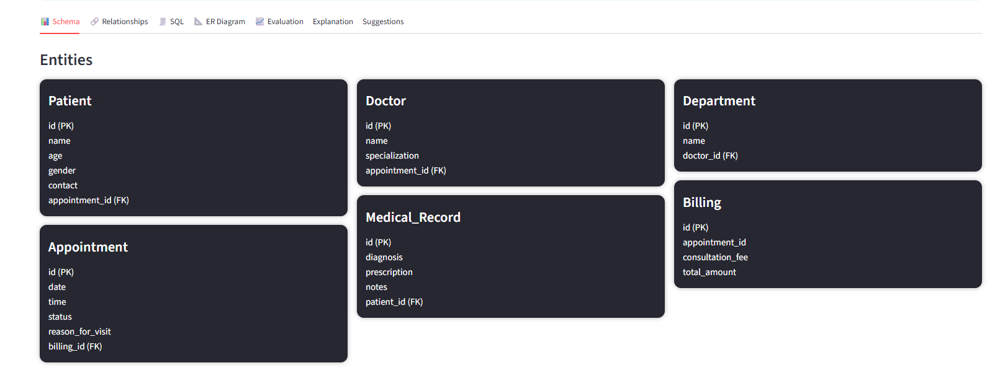 Schema Relationships SQL ER Diagram Evaluation Explanation Suggestions
Entities
Patient
id (PK)
name
age
gender
contact
appointment_id (FK)
Appointment
id (PK)
date
time
status
reason_for_visit
billing_id (FK)
Doctor
id (PK)
name
specialization
appointment_id (FK)
Medical_Record
id (PK)
diagnosis
prescription
notes
patient_id (FK)
Department
id (PK)
name
doctor_id (FK)
Billing
id (PK)
appointment_id
consultation_fee
total_amount